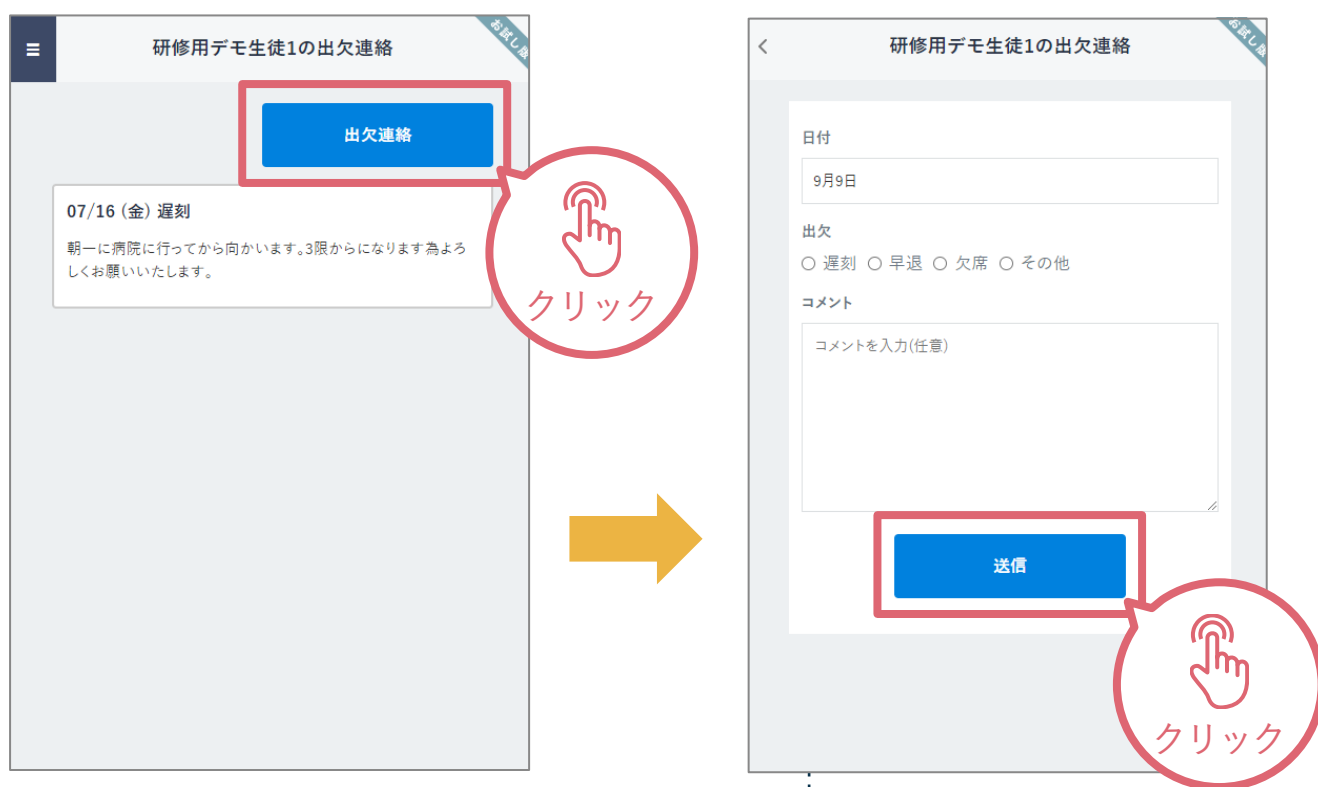 研修用デモ生徒1の出欠連絡
お試し版
出欠連絡
07/16 (金) 遅刻
朝一に病院に行ってから向かいます。3限からになります為よろ
しくお願いいたします。
クリック
研修用デモ生徒1の出欠連絡
お試し版
日付
9月9日
出欠
遅刻 早退 欠席 その他
コメント
コメントを入力(任意)
送信
クリック